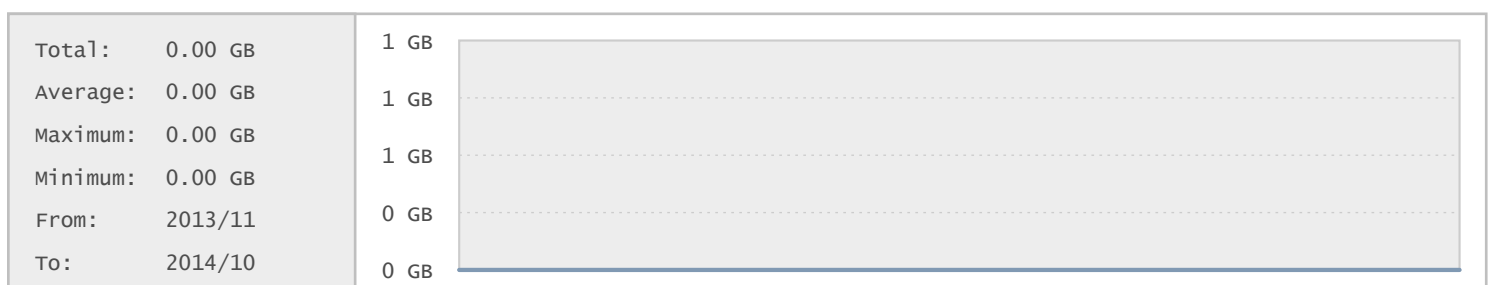 Total: 0.00 GB
Average: 0.00 GB
Maximum: 0.00 GB
Minimum: 0.00 GB
From: 2013/11
To: 2014/10
1 GB
1 GB
1 GB
0 GB
0 GB